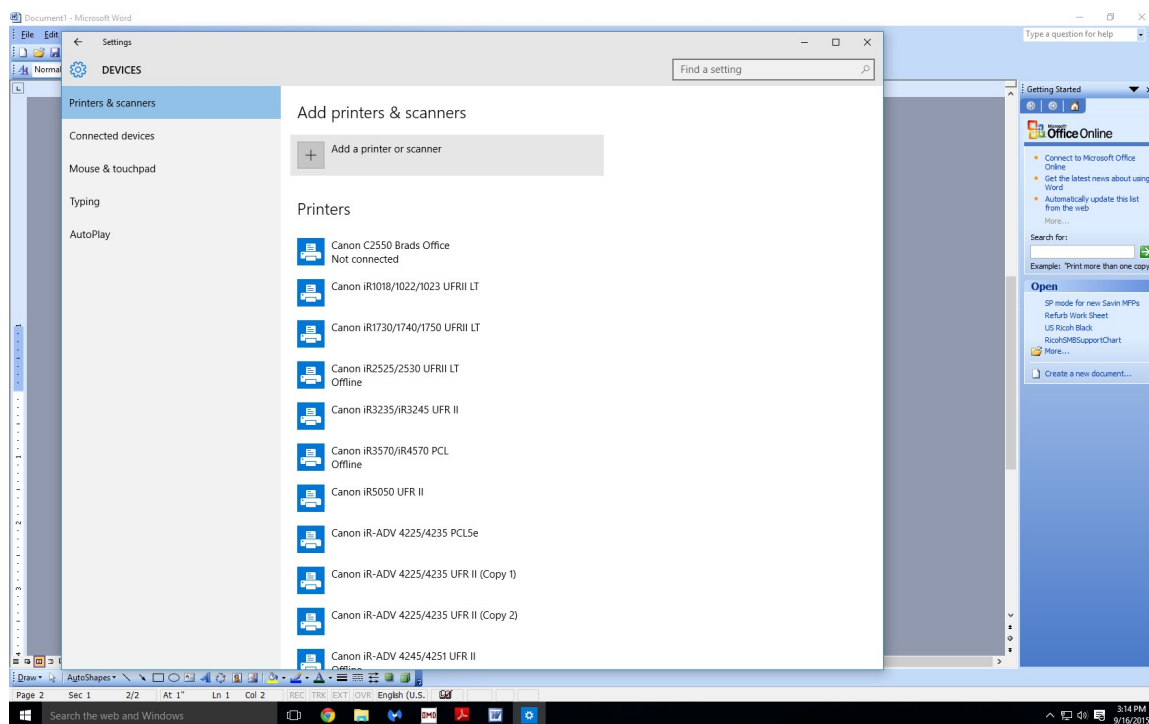 Document1 - Microsoft Word
File Edit
Type a question for help
Normal
Settings
DEVICES
Find a setting
Printers & scanners
Connected devices
Mouse & touchpad
Typing
AutoPlay
Add printers & scanners
Add a printer or scanner
Printers
Canon C2550 Brads Office
Not connected
Canon iR1018/1022/1023 UFRII LT
Canon iR1730/1740/1750 UFRII LT
Canon iR2525/2530 UFRII LT
Offline
Canon iR3235/iR3245 UFR II
Canon iR3570/iR4570 PCL
Offline
Canon iR5050 UFR II
Canon iR-ADV 4225/4235 PCL5e
Canon iR-ADV 4225/4235 UFR II (Copy 1)
Canon iR-ADV 4225/4235 UFR II (Copy 2)
Canon iR-ADV 4245/4251 UFR II
Offline
Getting Started
Microsoft
Office Online
Connect to Microsoft Office
Online
Get the latest news about using
Word
Automatically update this list
from the web
More...
Search for:
Example: "Print more than one copy
Open
SP mode for new Savin MFPs
Refurb Work Sheet
US Ricoh Black
RicohSMBSupportChart
More...
Create a new document...
Draw AutoShapes
Page 2 Sec 1 2/2 At 1" Ln 1 Col 2 REC TRK EXT OVR English (U.S.
Search the web and Windows
DMD
3:14 PM
9/16/2015